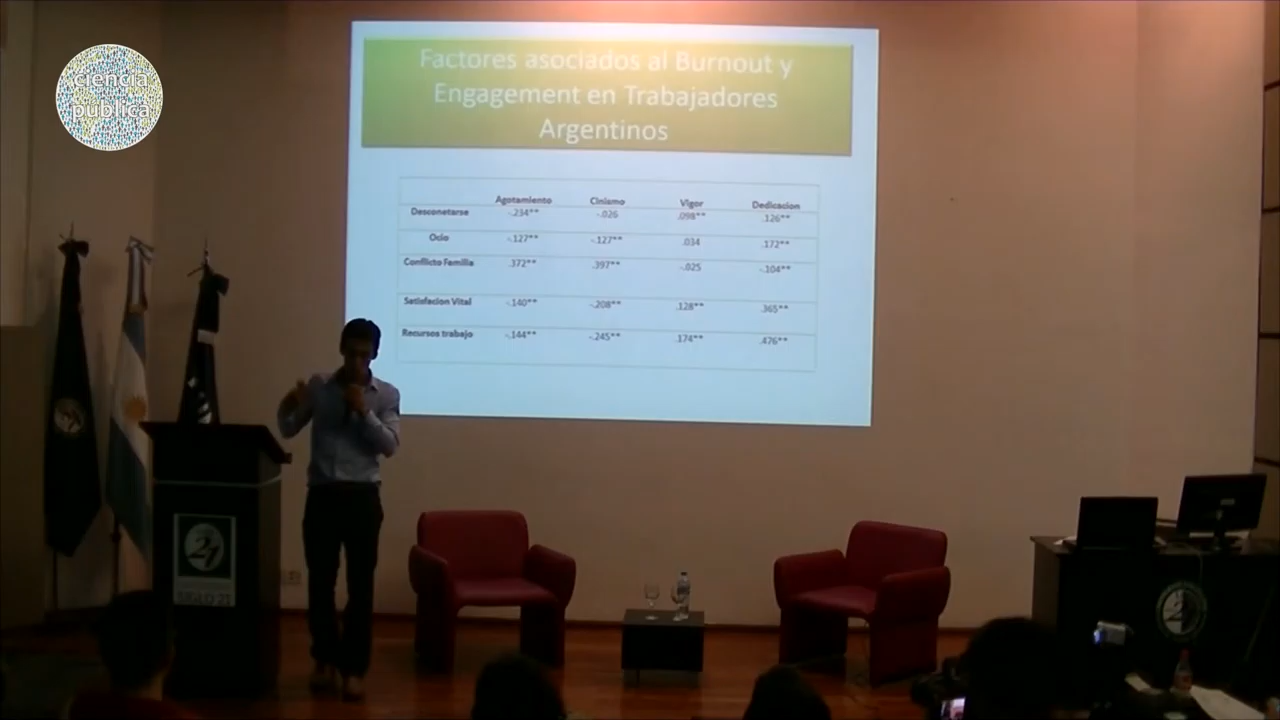 ciencia
pública
Factores asociados al Burnout y
Engagement en Trabajadores
Argentinos
Agotamiento Cinismo Vigor Dedicacion
Desconetarse -.234** -.026 .098** .126**
Ocio -.127** -.127** .034 .172**
Conflicto Familia .372** .397** -.025 -.104**
Satisfacion Vital -.140** -.208** .128** .365**
Recursos trabajo -.144** -.245** .174** .476**
21
SIGLO 21